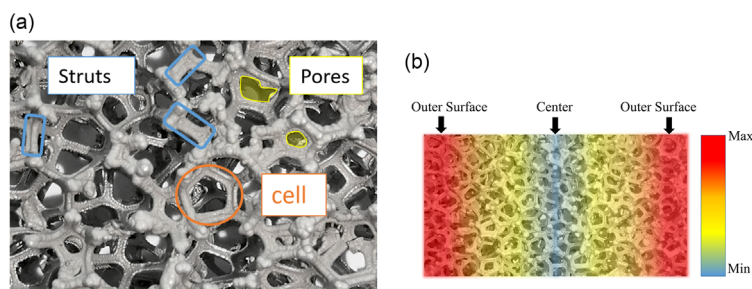 (a)
Struts
Pores
cell
(b)
Outer Surface
Center
Outer Surface
Max
Min